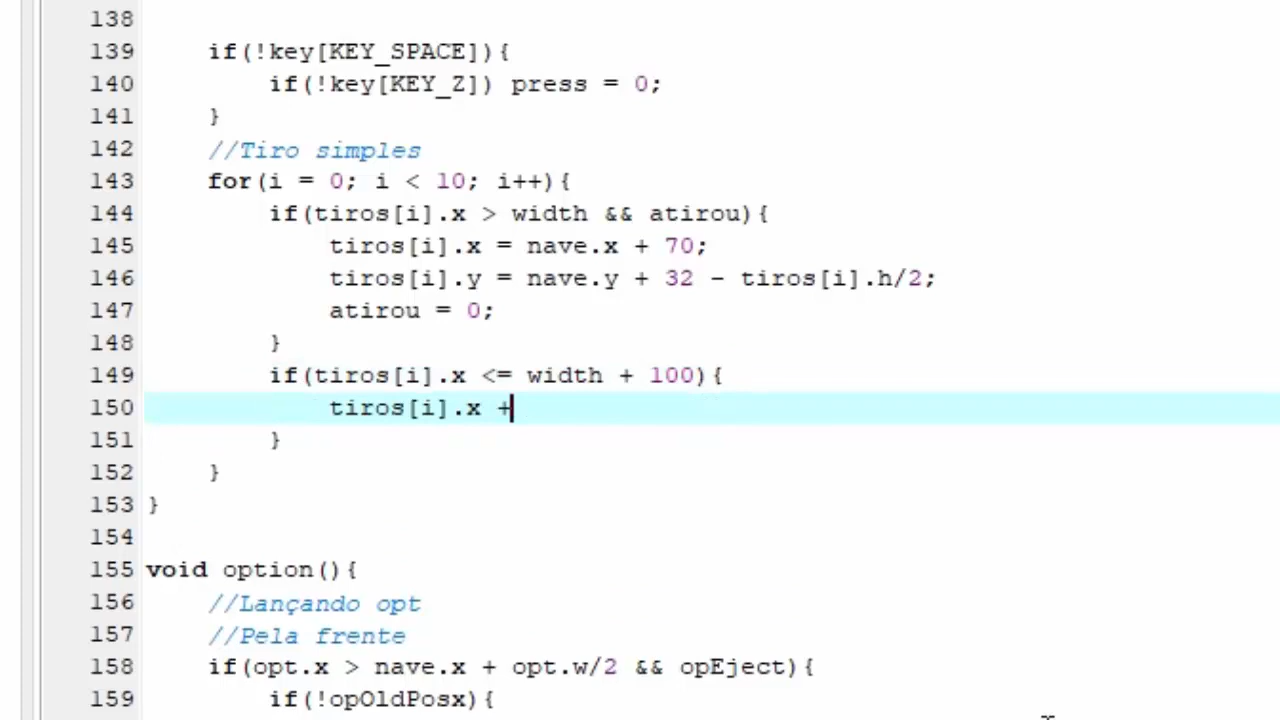 138
139 if(!key[KEY_SPACE]){
140 if(!key[KEY_Z]) press = 0;
141 }
142 //Tiro simples
143 for(i = 0; i < 10; i++){
144 if(tiros[i].x > width && atirou){
145 tiros[i].x = nave.x + 70;
146 tiros[i].y = nave.y + 32 - tiros[i].h/2;
147 atirou = 0;
148 }
149 if(tiros[i].x <= width + 100){
150 tiros[i].x +
151 }
152 }
153 }
154
155 void option(){
156 //Lançando opt
157 //Pela frente
158 if(opt.x > nave.x + opt.w/2 && opEject){
159 if(!opOldPosx){